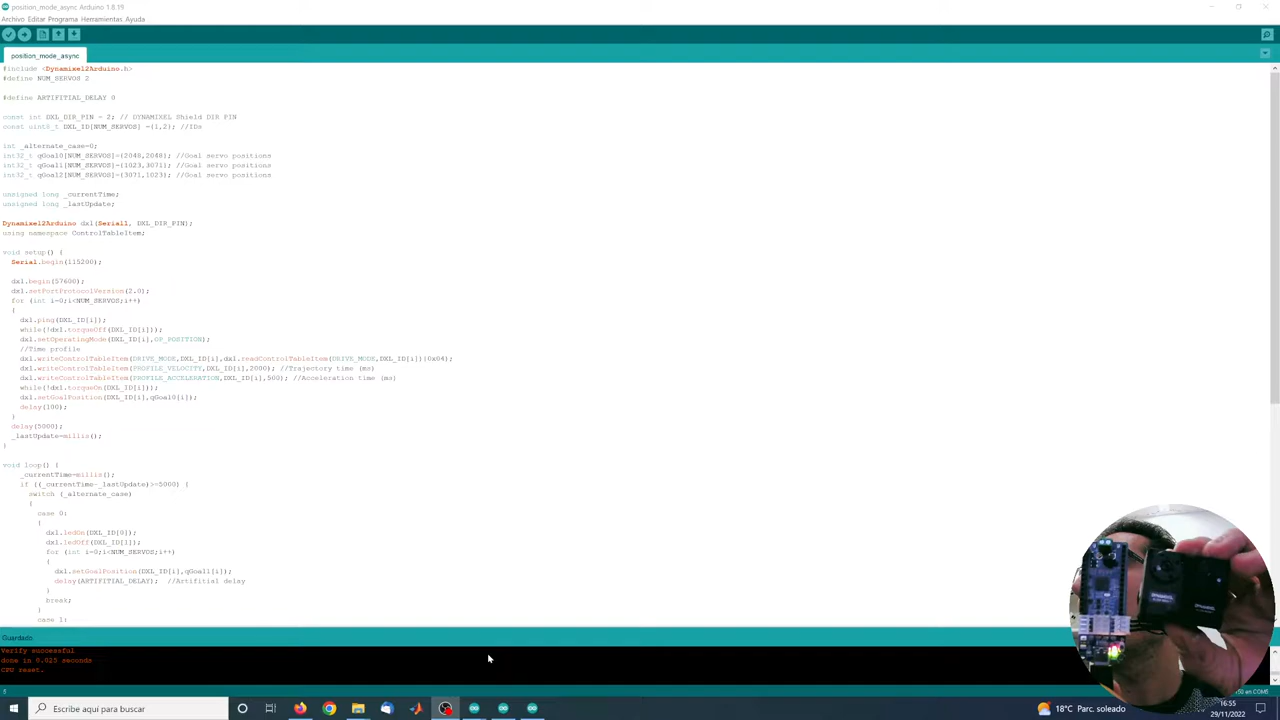 position_mode_async Arduino 1.8.19
Archivo Editar Programa Herramientas Ayuda
position_mode_async
#include <Dynamixel2Arduino.h>
#define NUM_SERVOS 2
#define ARTIFITIAL_DELAY 0
const int DXL_DIR_PIN = 2; // DYNAMIXEL Shield DIR PIN
const uint8_t DXL_ID[NUM_SERVOS] ={1,2}; //IDs
int _alternate_case=0;
int32_t qGoal0[NUM_SERVOS]={2048,2048}; //Goal servo positions
int32_t qGoal1[NUM_SERVOS]={1023,3071}; //Goal servo positions
int32_t qGoal2[NUM_SERVOS]={3071,1023}; //Goal servo positions
unsigned long _currentTime;
unsigned long _lastUpdate;
Dynamixel2Arduino dxl(Serial1, DXL_DIR_PIN);
using namespace ControlTableItem;
void setup() {
Serial.begin(115200);
dxl.begin(57600);
dxl.setPortProtocolVersion(2.0);
for (int i=0;i<NUM_SERVOS;i++)
{
dxl.ping(DXL_ID[i]);
while(!dxl.torqueOff(DXL_ID[i]));
dxl.setOperatingMode(DXL_ID[i],OP_POSITION);
//Time profile
dxl.writeControlTableItem(DRIVE_MODE,DXL_ID[i],dxl.readControlTableItem(DRIVE_MODE,DXL_ID[i])|0x04);
dxl.writeControlTableItem(PROFILE_VELOCITY,DXL_ID[i],2000); //Trajectory time (ms)
dxl.writeControlTableItem(PROFILE_ACCELERATION,DXL_ID[i],500); //Acceleration time (ms)
while(!dxl.torqueOn(DXL_ID[i]));
dxl.setGoalPosition(DXL_ID[i],qGoal0[i]);
delay(100);
}
delay(5000);
_lastUpdate=millis();
}
void loop() {
_currentTime=millis();
if ((_currentTime-_lastUpdate)>=5000) {
switch (_alternate_case)
{
case 0:
{
dxl.ledOn(DXL_ID[0]);
dxl.ledOff(DXL_ID[1]);
for (int i=0;i<NUM_SERVOS;i++)
{
dxl.setGoalPosition(DXL_ID[i],qGoal1[i]);
delay(ARTIFITIAL_DELAY); //Artifitial delay
}
break;
}
case 1:
Guardado.
Verify successful
done in 0.025 seconds
CPU reset.
5
Escribe aquí para buscar
18°C Parc. soleado
16:55
29/11/2022